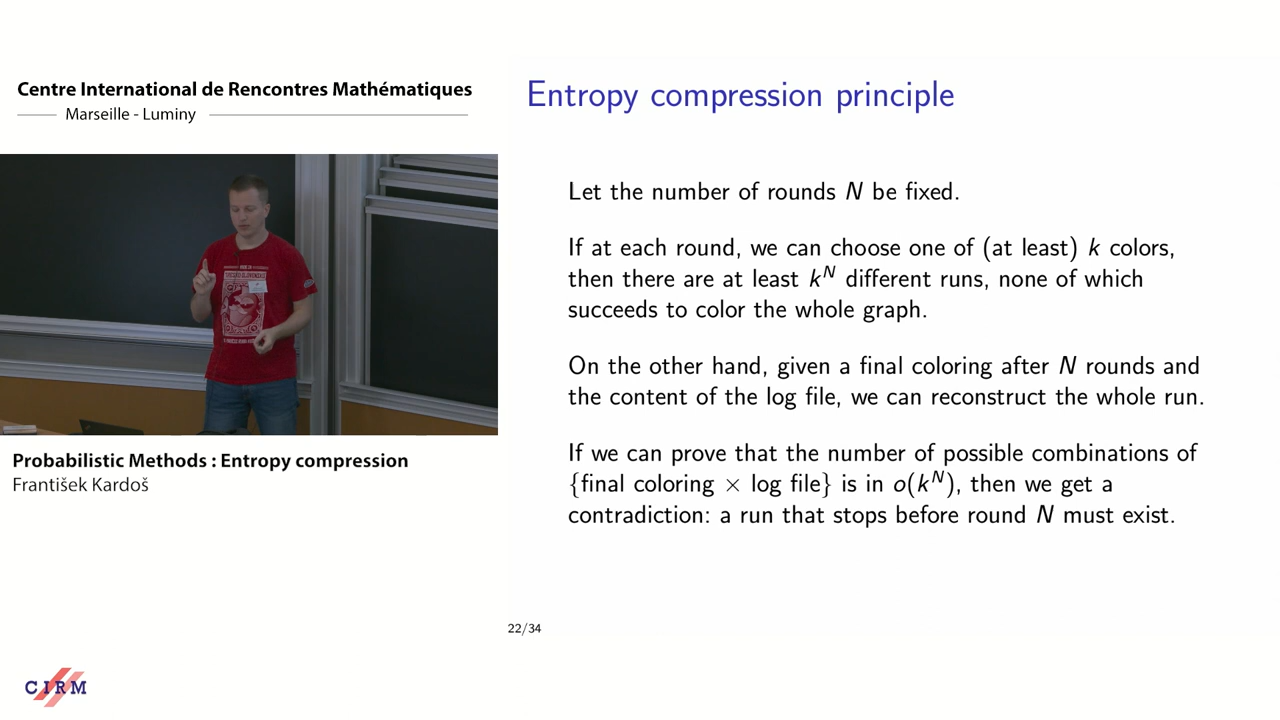 Centre International de Rencontres Mathématiques
Marseille - Luminy
Entropy compression principle
Let the number of rounds N be fixed.
If at each round, we can choose one of (at least) k colors,
then there are at least k^N different runs, none of which
succeeds to color the whole graph.
On the other hand, given a final coloring after N rounds and
the content of the log file, we can reconstruct the whole run.
If we can prove that the number of possible combinations of
{final coloring × log file} is in o(k^N), then we get a
contradiction: a run that stops before round N must exist.
Probabilistic Methods : Entropy compression
František Kardoš
22/34
CIRM